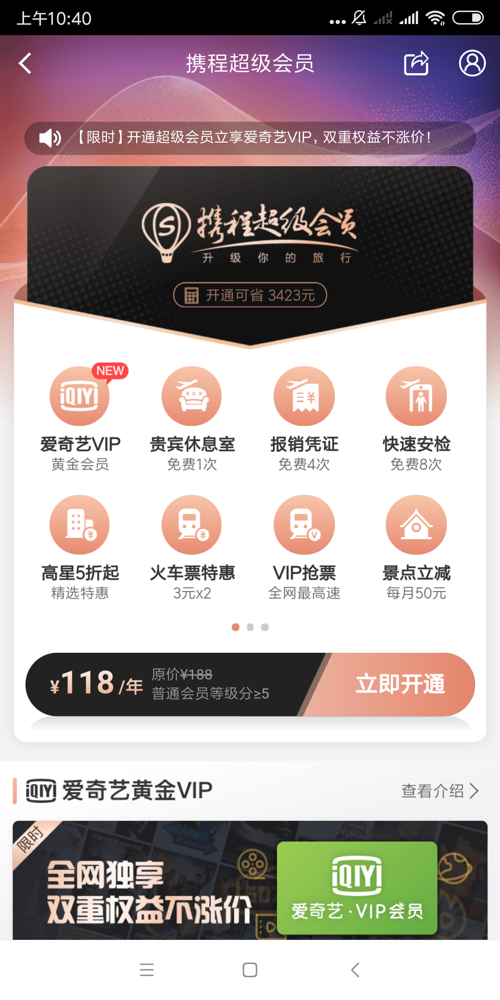 上午10:40
携程超级会员
【限时】开通超级会员立享爱奇艺VIP，双重权益不涨价！
S 携程超级会员
升级你的旅行
开通可省 3423元
NEW
iQIYI
爱奇艺VIP 贵宾休息室 报销凭证 快速安检
黄金会员 免费1次 免费4次 免费8次
高星5折起 火车票特惠 VIP抢票 景点立减
精选特惠 3元x2 全网最高速 每月50元
¥118/年 原价¥188 立即开通
普通会员等级分≥5
iQIYI 爱奇艺黄金VIP 查看介绍
限时
catch me
if you can
Forrest
Gump
全网独享
双重权益不涨价
iQIYI
爱奇艺·VIP会员